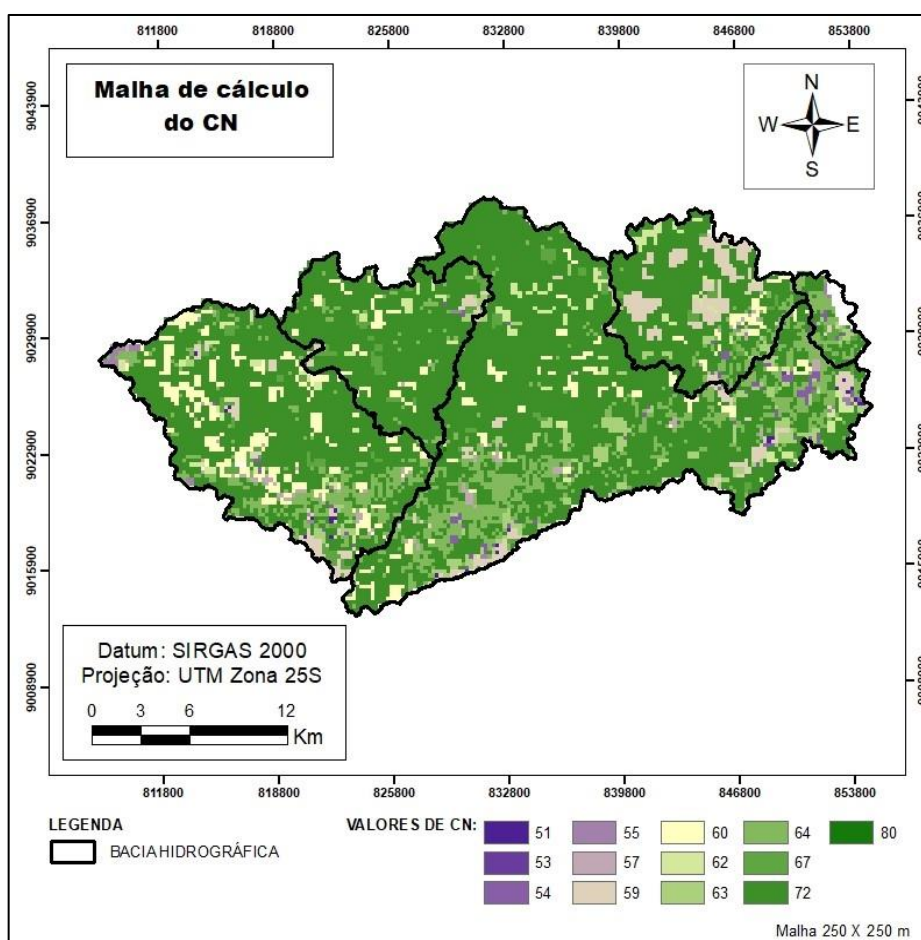 811800 818800 825800 832800 839800 846800 853800
Malha de cálculo
do CN
N
W E
S
9043900
9036900
9029900
9022900
9015900
9008900
Datum: SIRGAS 2000
Projeção: UTM Zona 25S
0 3 6 12
Km
811800 818800 825800 832800 839800 846800 853800
LEGENDA
BACIA HIDROGRÁFICA
VALORES DE CN:
51 55 60 64 80
53 57 62 67
54 59 63 72
Malha 250 X 250 m